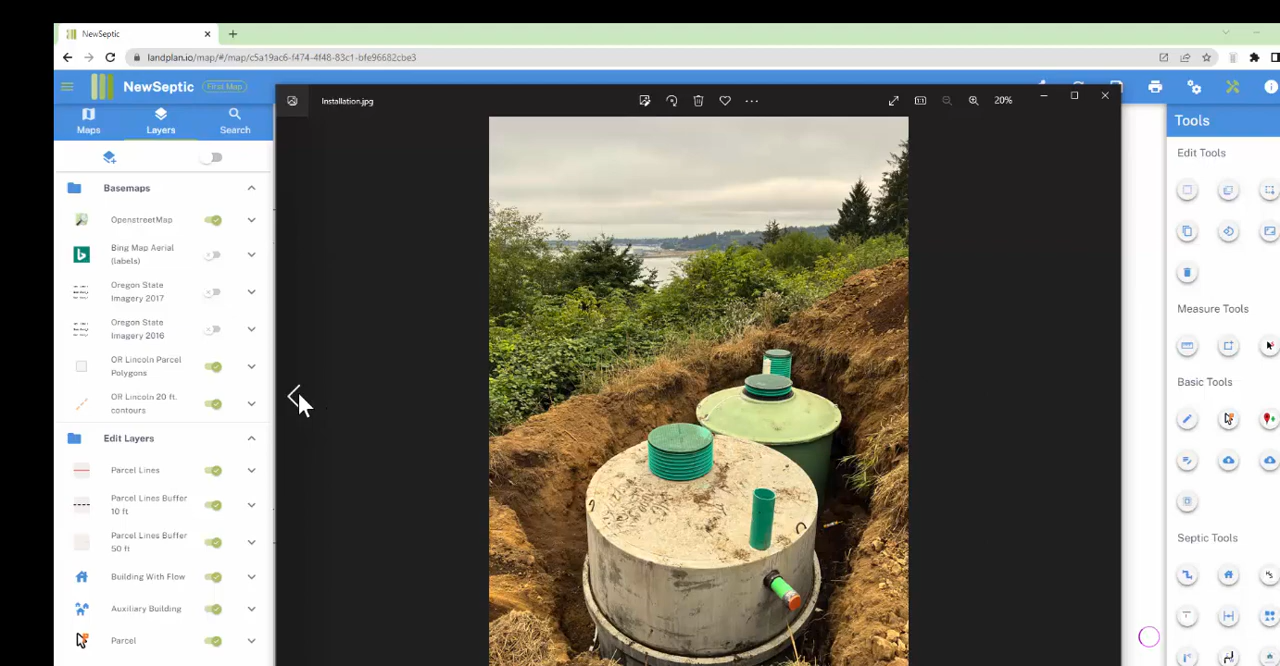 NewSeptic
landplan.io/map/#/map/c5a19ac6-f474-4f48-83c1-bfe96682cbe3
NewSeptic
First Map
Installation.jpg
20%
Maps
Layers
Search
Basemaps
OpenstreetMap
Bing Map Aerial
(labels)
Oregon State
Imagery 2017
Oregon State
Imagery 2016
OR Lincoln Parcel
Polygons
OR Lincoln 20 ft.
contours
Edit Layers
Parcel Lines
Parcel Lines Buffer
10 ft
Parcel Lines Buffer
50 ft
Building With Flow
Auxiliary Building
Parcel
Tools
Edit Tools
Measure Tools
Basic Tools
Septic Tools